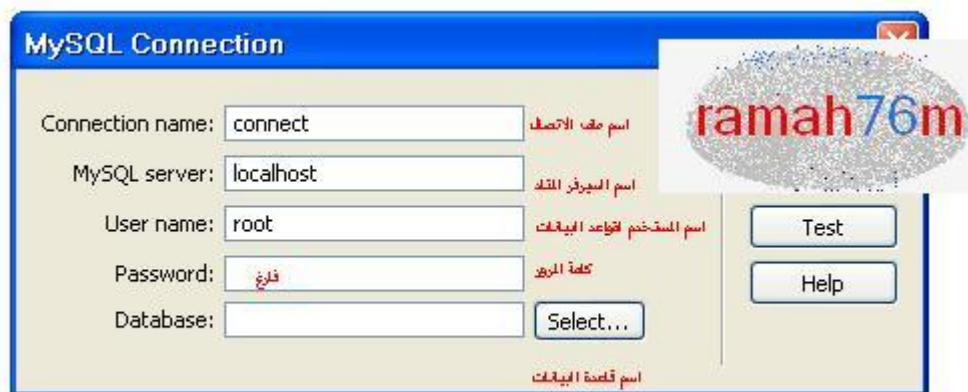 MySQL Connection
ramah76m
Connection name: connect اسم ملف الاتصال
MySQL server: localhost اسم السيرفر
User name: root اسم المستخدم لقواعد البيانات
Test
Password: فارغ كلمة المرور
Help
Database: Select...
اسم قاعدة البيانات